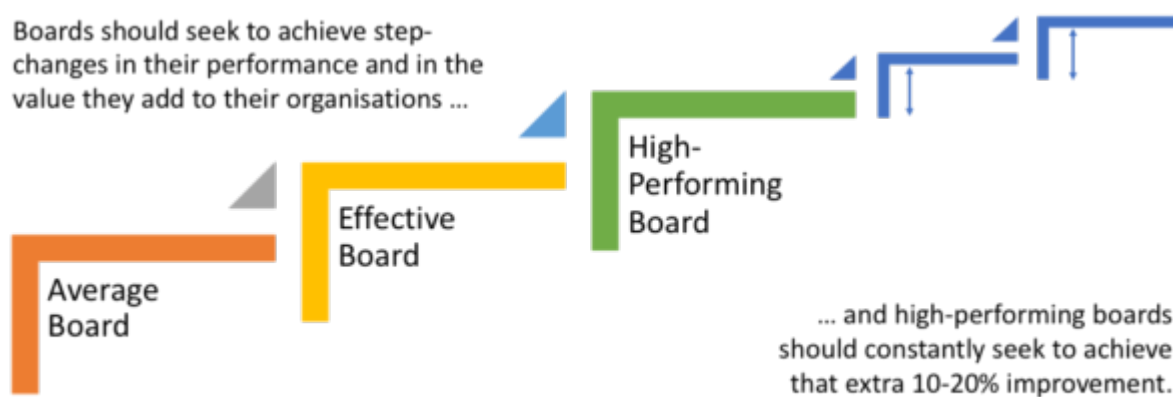 Boards should seek to achieve step-
changes in their performance and in the
value they add to their organisations ...
High-
Performing
Board
Effective
Board
Average
Board
... and high-performing boards
should constantly seek to achieve
that extra 10-20% improvement.